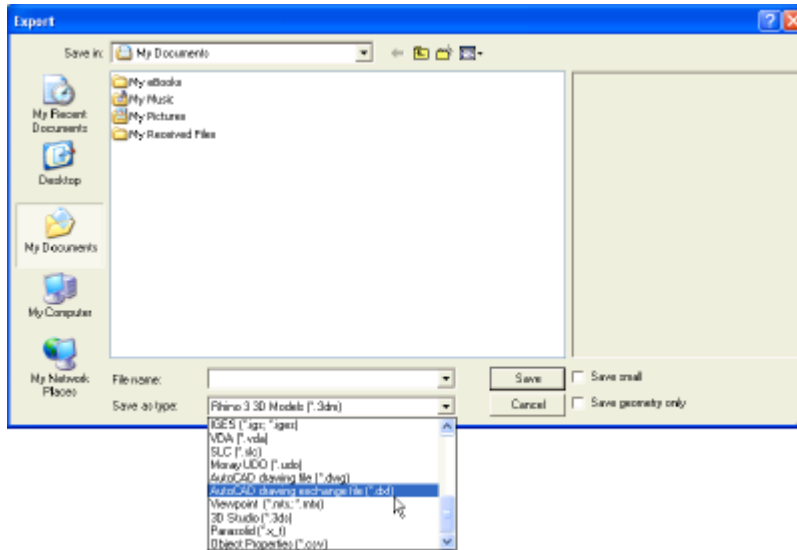 Export
Save in: My Documents
My eBooks
My Music
My Pictures
My Received Files
My Recent
Documents
Desktop
My Documents
My Computer
My Network
Places
File name: Save Save small
Save as type: Rhino 3 3D Models (*.3dm) Cancel Save geometry only
IGES (*.igs; *.iges)
VDA (*.vda)
SLC (*.slc)
Moray UDO (*.udo)
AutoCAD drawing file (*.dwg)
AutoCAD drawing exchange file (*.dxf)
Viewpoint (*.mts; *.mtx)
3D Studio (*.3ds)
Parasolid (*.x_t)
Object Properties (*.csv)